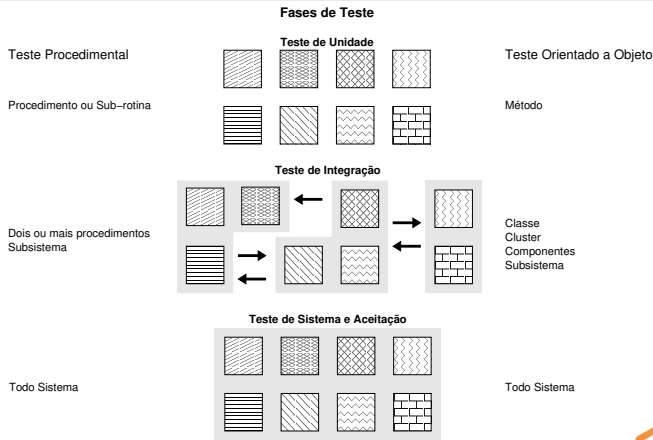 Fases de Teste
Teste de Unidade
Teste Procedimental
Teste Orientado a Objeto
Procedimento ou Sub−rotina
Método
Teste de Integração
Dois ou mais procedimentos
Subsistema
Classe
Cluster
Componentes
Subsistema
Teste de Sistema e Aceitação
Todo Sistema
Todo Sistema